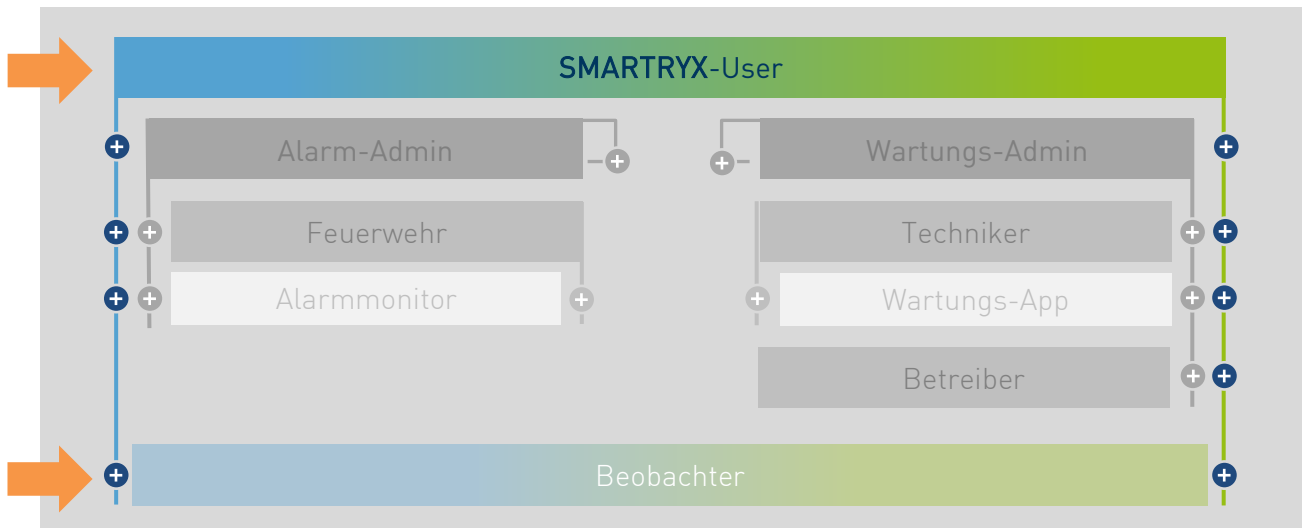 SMARTRYX-User
Alarm-Admin
Wartungs-Admin
Feuerwehr
Techniker
Alarmmonitor
Wartungs-App
Betreiber
Beobachter